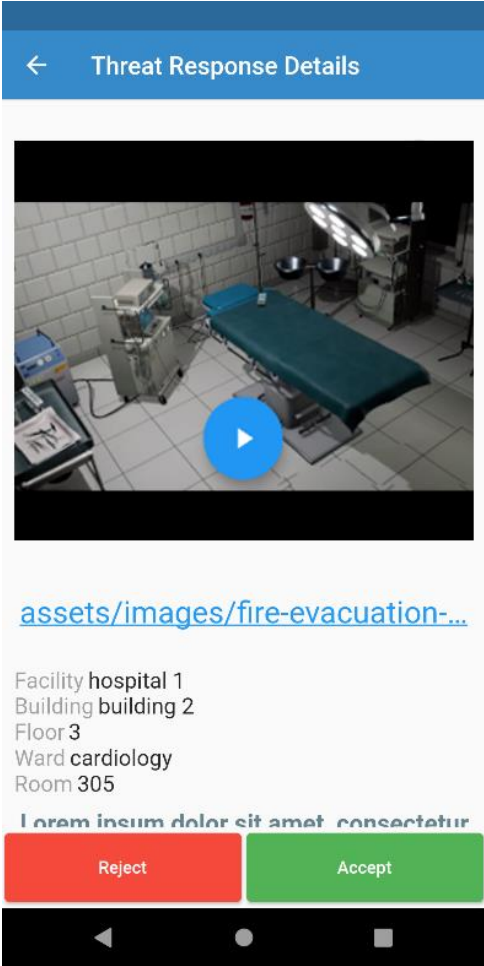 Threat Response Details
assets/images/fire-evacuation-...
Facility hospital 1
Building building 2
Floor 3
Ward cardiology
Room 305
Lorem ipsum dolor sit amet, consectetur
Reject
Accept